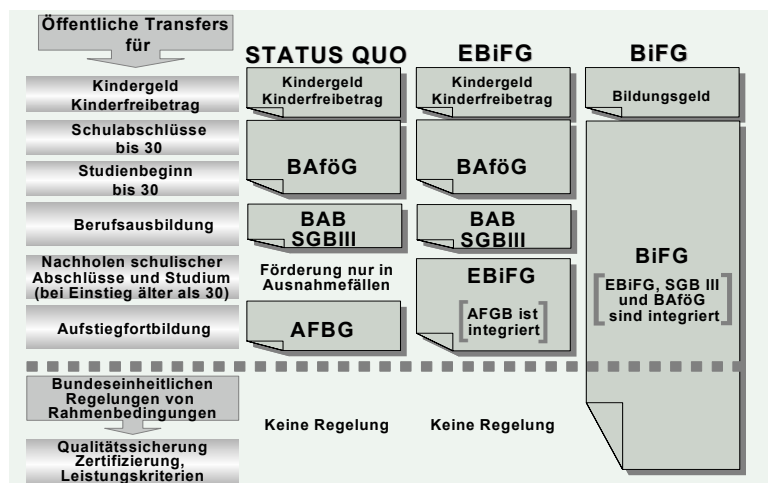 Öffentliche Transfers
für
STATUS QUO
EBiFG
BiFG
Kindergeld
Kinderfreibetrag
Kindergeld
Kinderfreibetrag
Kindergeld
Kinderfreibetrag
Bildungsgeld
Schulabschlüsse
bis 30
Studienbeginn
bis 30
BAföG
BAföG
Berufsausbildung
BAB
SGBIII
BAB
SGBIII
Nachholen schulischer
Abschlüsse und Studium
(bei Einstieg älter als 30)
Förderung nur in
Ausnahmefällen
EBiFG
[AFGB ist
integriert]
BiFG
[EBiFG, SGB III
und BAföG
sind integriert]
Aufstiegfortbildung
AFBG
Bundeseinheitlichen
Regelungen von
Rahmenbedingungen
Keine Regelung
Keine Regelung
Qualitätssicherung
Zertifizierung,
Leistungskriterien